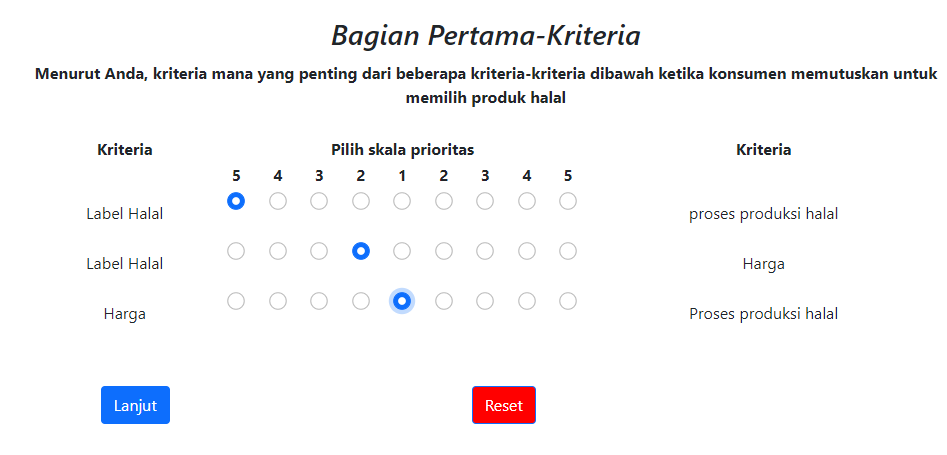 Bagian Pertama-Kriteria
Menurut Anda, kriteria mana yang penting dari beberapa kriteria-kriteria dibawah ketika konsumen memutuskan untuk
memilih produk halal
Kriteria Pilih skala prioritas Kriteria
5 4 3 2 1 2 3 4 5
Label Halal proses produksi halal
Label Halal Harga
Harga Proses produksi halal
Lanjut Reset